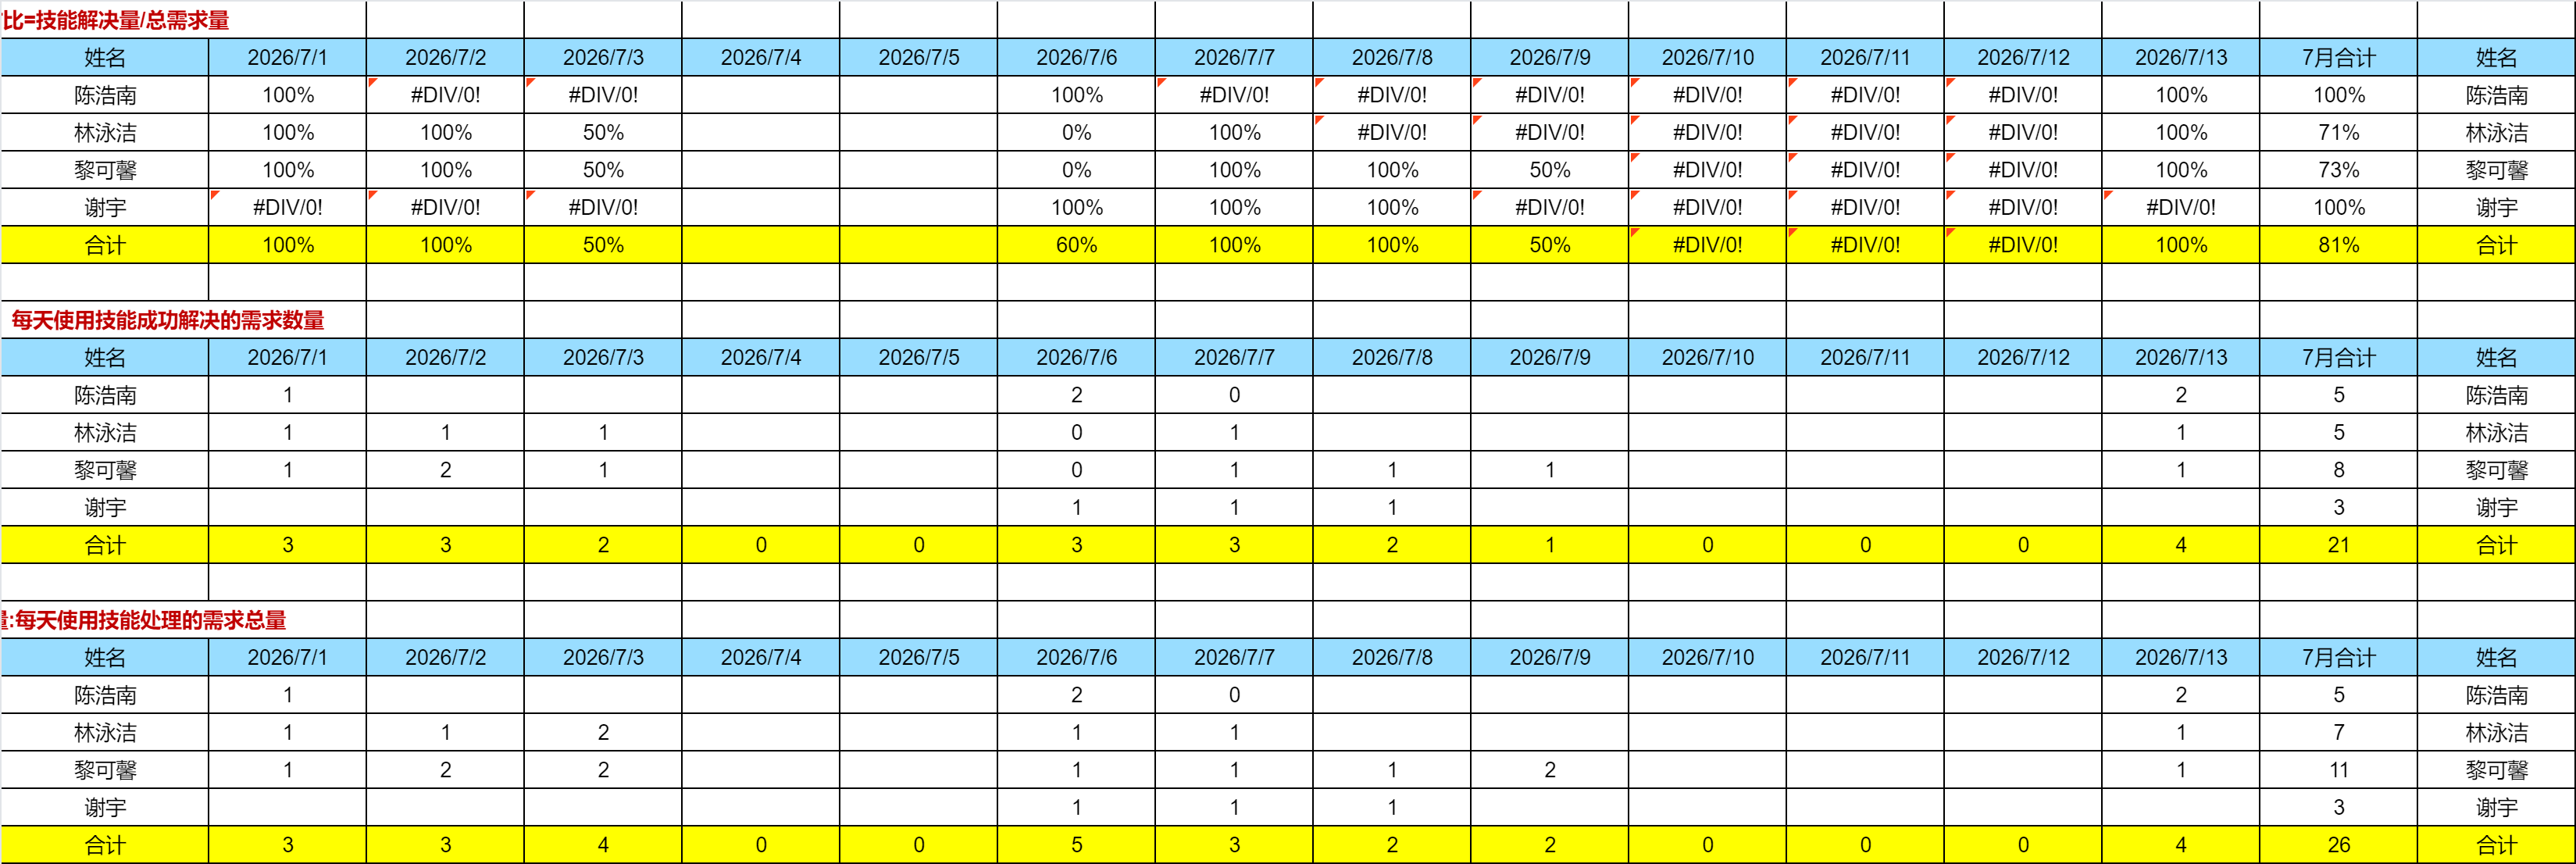 比=技能解决量/总需求量
姓名 2026/7/1 2026/7/2 2026/7/3 2026/7/4 2026/7/5 2026/7/6 2026/7/7 2026/7/8 2026/7/9 2026/7/10 2026/7/11 2026/7/12 2026/7/13 7月合计 姓名
陈浩南 100% #DIV/0! #DIV/0! 100% #DIV/0! #DIV/0! #DIV/0! #DIV/0! #DIV/0! #DIV/0! 100% 100% 陈浩南
林泳洁 100% 100% 50% 0% 100% #DIV/0! #DIV/0! #DIV/0! #DIV/0! #DIV/0! 100% 71% 林泳洁
黎可馨 100% 100% 50% 0% 100% 100% 50% #DIV/0! #DIV/0! #DIV/0! 100% 73% 黎可馨
谢宇 #DIV/0! #DIV/0! #DIV/0! 100% 100% 100% #DIV/0! #DIV/0! #DIV/0! #DIV/0! #DIV/0! 100% 谢宇
合计 100% 100% 50% 60% 100% 100% 50% #DIV/0! #DIV/0! #DIV/0! 100% 81% 合计
每天使用技能成功解决的需求数量
姓名 2026/7/1 2026/7/2 2026/7/3 2026/7/4 2026/7/5 2026/7/6 2026/7/7 2026/7/8 2026/7/9 2026/7/10 2026/7/11 2026/7/12 2026/7/13 7月合计 姓名
陈浩南 1 2 0 2 5 陈浩南
林泳洁 1 1 1 0 1 1 5 林泳洁
黎可馨 1 2 1 0 1 1 1 1 8 黎可馨
谢宇 1 1 1 3 谢宇
合计 3 3 2 0 0 3 3 2 1 0 0 0 4 21 合计
量:每天使用技能处理的需求总量
姓名 2026/7/1 2026/7/2 2026/7/3 2026/7/4 2026/7/5 2026/7/6 2026/7/7 2026/7/8 2026/7/9 2026/7/10 2026/7/11 2026/7/12 2026/7/13 7月合计 姓名
陈浩南 1 2 0 2 5 陈浩南
林泳洁 1 1 2 1 1 1 7 林泳洁
黎可馨 1 2 2 1 1 1 2 1 11 黎可馨
谢宇 1 1 1 3 谢宇
合计 3 3 4 0 0 5 3 2 2 0 0 0 4 26 合计